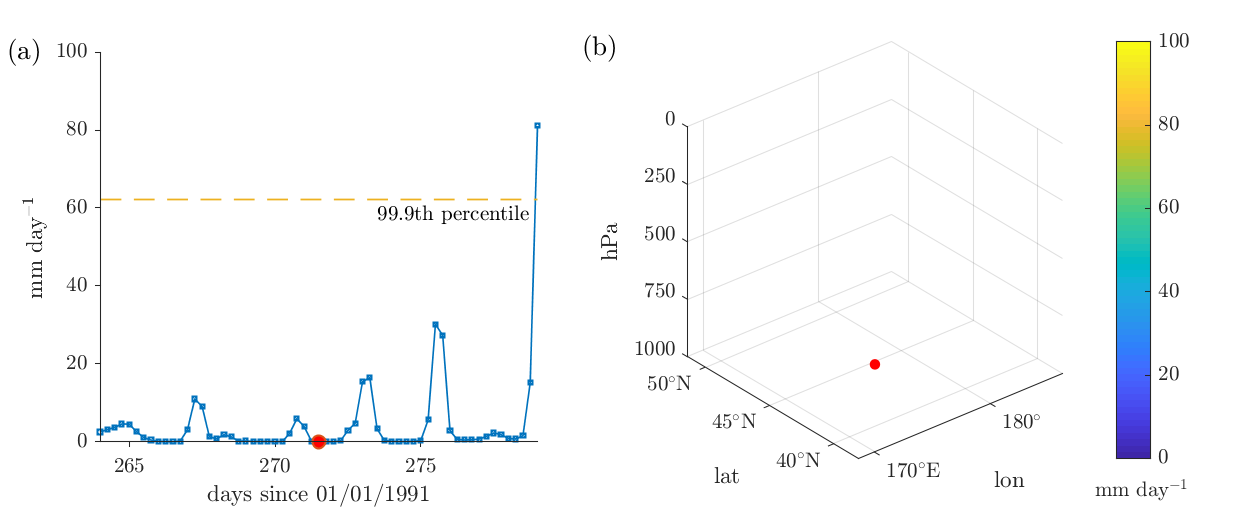 (a)
100
80
60
40
20
0
mm day⁻¹
99.9th percentile
265
270
275
days since 01/01/1991
(b)
0
250
500
750
1000
hPa
50°N
45°N
40°N
lat
170°E
180°
lon
100
80
60
40
20
0
mm day⁻¹